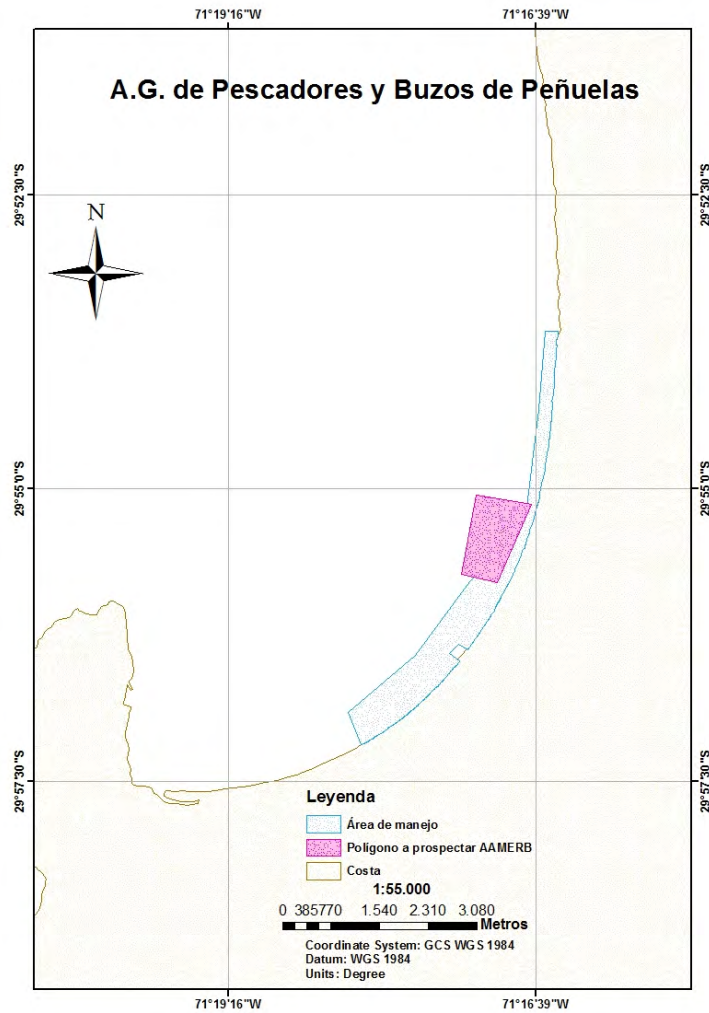 71°19'16"W 71°16'39"W
A.G. de Pescadores y Buzos de Peñuelas
29°52'30"S 29°52'30"S
N
29°55'0"S 29°55'0"S
29°57'30"S 29°57'30"S
Leyenda
Área de manejo
Polígono a prospectar AAMERB
Costa
1:55.000
0 385770 1.540 2.310 3.080
Metros
Coordinate System: GCS WGS 1984
Datum: WGS 1984
Units: Degree
71°19'16"W 71°16'39"W